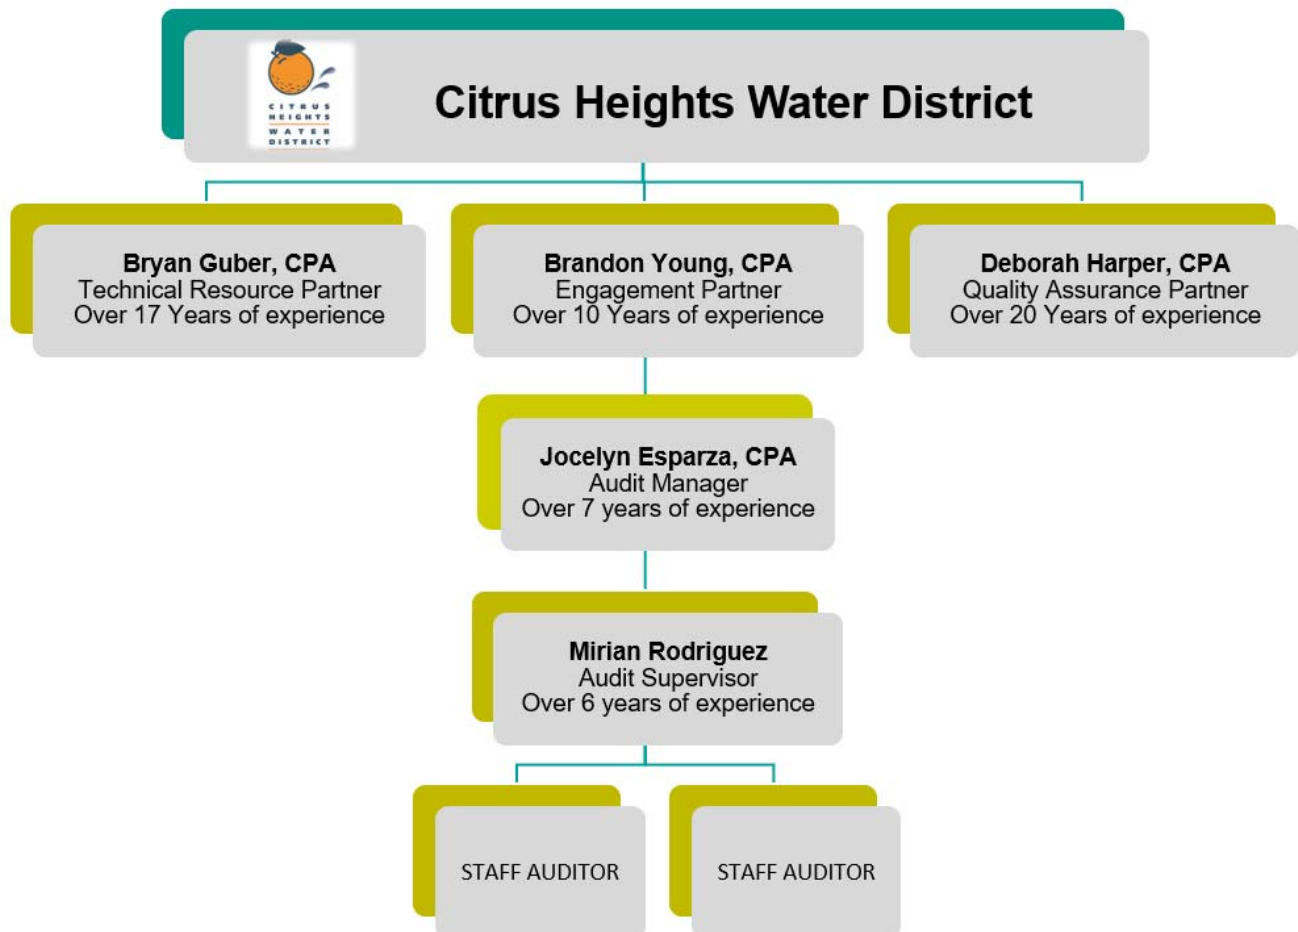 CITRUS
HEIGHTS
WATER
DISTRICT
Citrus Heights Water District
Bryan Guber, CPA
Technical Resource Partner
Over 17 Years of experience
Brandon Young, CPA
Engagement Partner
Over 10 Years of experience
Deborah Harper, CPA
Quality Assurance Partner
Over 20 Years of experience
Jocelyn Esparza, CPA
Audit Manager
Over 7 years of experience
Mirian Rodriguez
Audit Supervisor
Over 6 years of experience
STAFF AUDITOR
STAFF AUDITOR